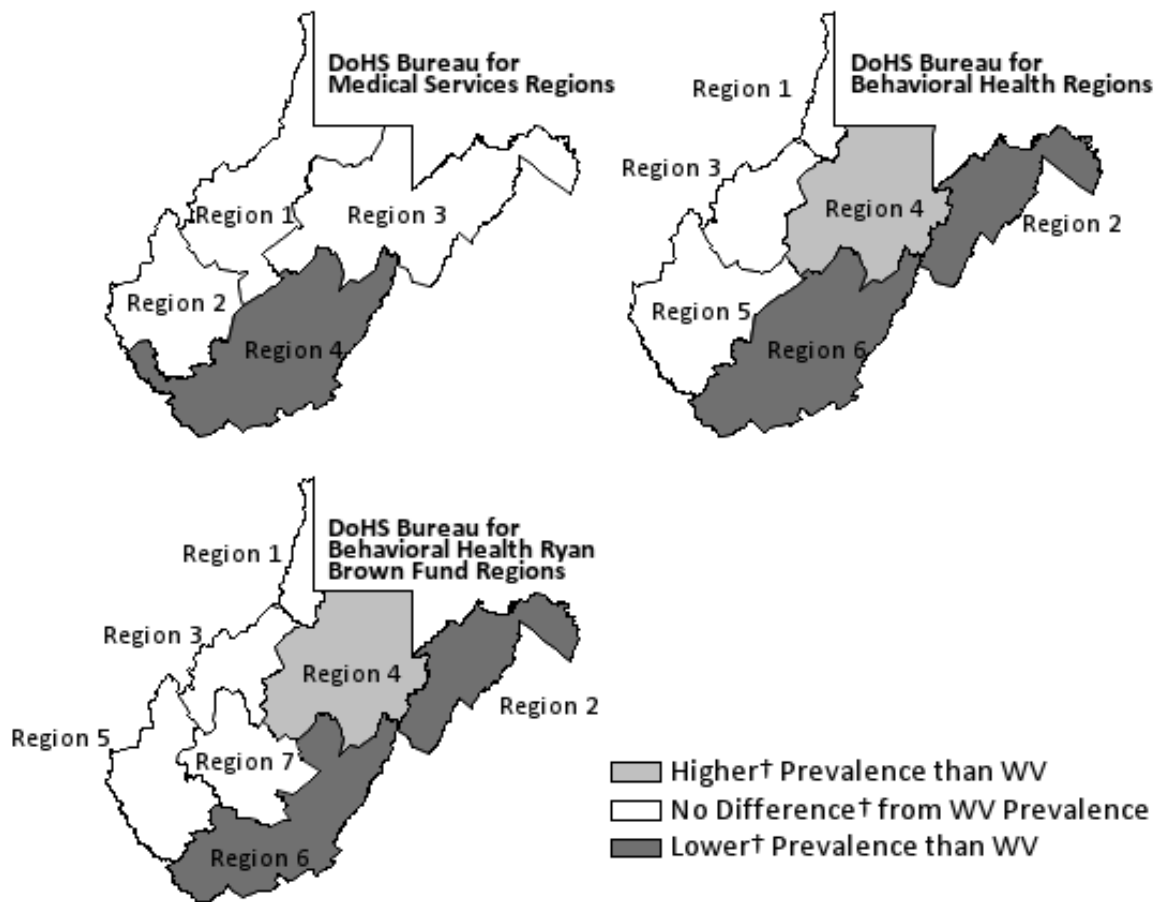 DoHS Bureau for
Medical Services Regions
Region 1
Region 3
Region 2
Region 4
DoHS Bureau for
Behavioral Health Regions
Region 1
Region 3
Region 4
Region 2
Region 5
Region 6
DoHS Bureau for
Behavioral Health Ryan
Brown Fund Regions
Region 1
Region 3
Region 4
Region 2
Region 5
Region 7
Region 6
Higher† Prevalence than WV
No Difference† from WV Prevalence
Lower† Prevalence than WV